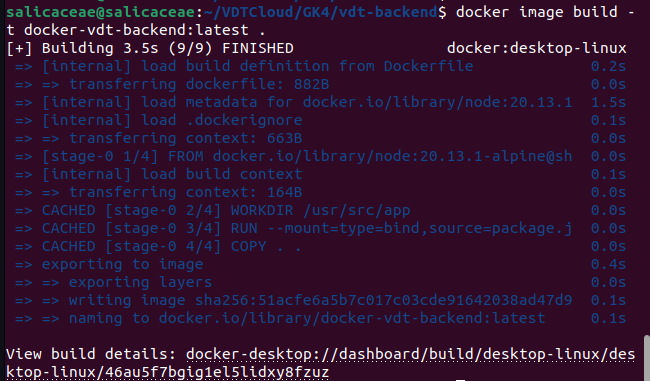 salicaceae@salicaceae:~/VDTCloud/GK4/vdt-backend$ docker image build -
t docker-vdt-backend:latest .
[+] Building 3.5s (9/9) FINISHED docker:desktop-linux
=> [internal] load build definition from Dockerfile 0.2s
=> => transferring dockerfile: 882B 0.0s
=> [internal] load metadata for docker.io/library/node:20.13.1 1.5s
=> [internal] load .dockerignore 0.1s
=> => transferring context: 663B 0.0s
=> [stage-0 1/4] FROM docker.io/library/node:20.13.1-alpine@sh 0.0s
=> [internal] load build context 0.1s
=> => transferring context: 164B 0.0s
=> CACHED [stage-0 2/4] WORKDIR /usr/src/app 0.0s
=> CACHED [stage-0 3/4] RUN --mount=type=bind,source=package.j 0.0s
=> CACHED [stage-0 4/4] COPY . . 0.0s
=> exporting to image 0.4s
=> => exporting layers 0.0s
=> => writing image sha256:51acfe6a5b7c017c03cde91642038ad47d9 0.1s
=> => naming to docker.io/library/docker-vdt-backend:latest 0.1s
View build details: docker-desktop://dashboard/build/desktop-linux/des
ktop-linux/46au5f7bgig1el5lidxy8fzuz